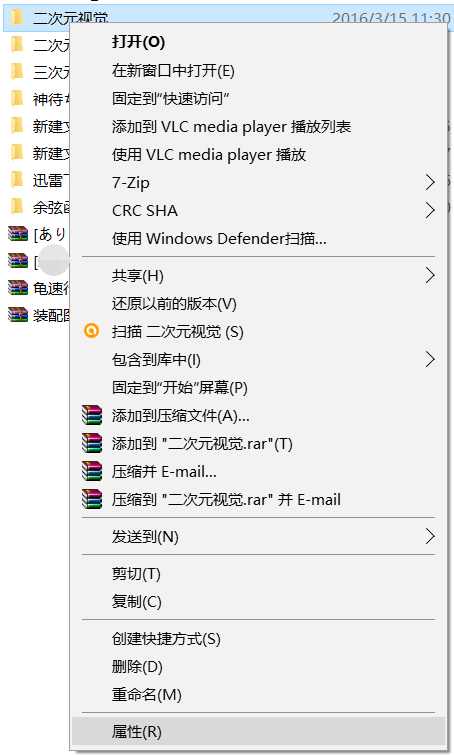 二次元视觉 2016/3/15 11:30
二次元
三次元
神待
新建文
新建文
迅雷下
余弦
[あり
[
龟速
装配
打开(O)
在新窗口中打开(E)
固定到"快速访问"
添加到 VLC media player 播放列表
使用 VLC media player 播放
7-Zip
CRC SHA
使用 Windows Defender扫描...
共享(H)
还原以前的版本(V)
扫描 二次元视觉 (S)
包含到库中(I)
固定到"开始"屏幕(P)
添加到压缩文件(A)...
添加到 "二次元视觉.rar"(T)
压缩并 E-mail...
压缩到 "二次元视觉.rar" 并 E-mail
发送到(N)
剪切(T)
复制(C)
创建快捷方式(S)
删除(D)
重命名(M)
属性(R)